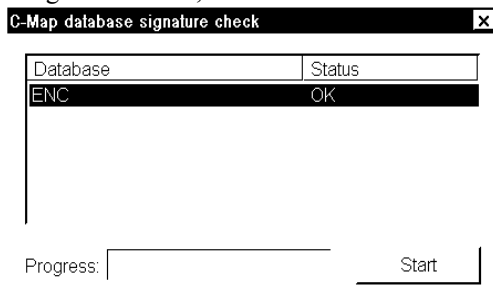 C-Map database signature check
Database Status
ENC OK
Progress: Start